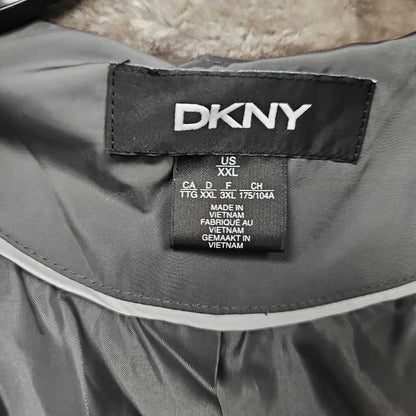 DKNY
US
XXL
CA D F CH
TTG XXL 3XL 175/104A
MADE IN
VIETNAM
FABRIQUÉ AU
VIETNAM
GEMAAKT IN
VIETNAM